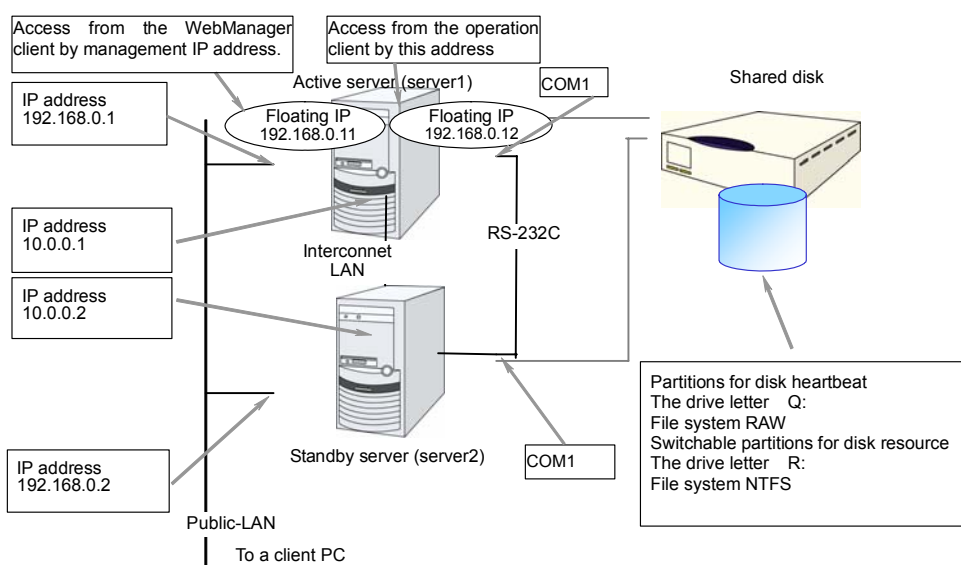 Access from the WebManager
client by management IP address.
Access from the operation
client by this address
Active server (server1)
COM1
Shared disk
IP address
192.168.0.1
Floating IP
192.168.0.11
Floating IP
192.168.0.12
IP address
10.0.0.1
Interconnet
LAN
RS-232C
IP address
10.0.0.2
Partitions for disk heartbeat
The drive letter Q:
File system RAW
Switchable partitions for disk resource
The drive letter R:
File system NTFS
IP address
192.168.0.2
Standby server (server2)
COM1
Public-LAN
To a client PC